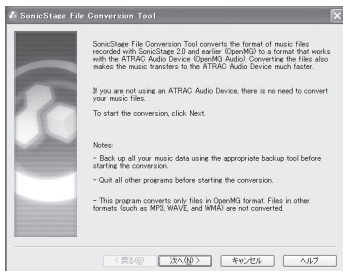 SonicStage File Conversion Tool
SonicStage File Conversion Tool converts the format of music files
recorded with SonicStage 2.0 and earlier (OpenMG) to a format that works
with the ATRAC Audio Device (OpenMG Audio). Converting the files also
makes the music transfers to the ATRAC Audio Device much faster.
If you are not using an ATRAC Audio Device, there is no need to convert
your music files.
To start the conversion, click Next.
Notes:
- Back up all your music data using the appropriate backup tool before
starting the conversion.
- Quit all other programs before starting the conversion.
- This program converts only files in OpenMG format. Files in other
formats (such as MP3, WAVE, and WMA) are not converted.
< 戻る(B) 次へ(N) > キャンセル ヘルプ